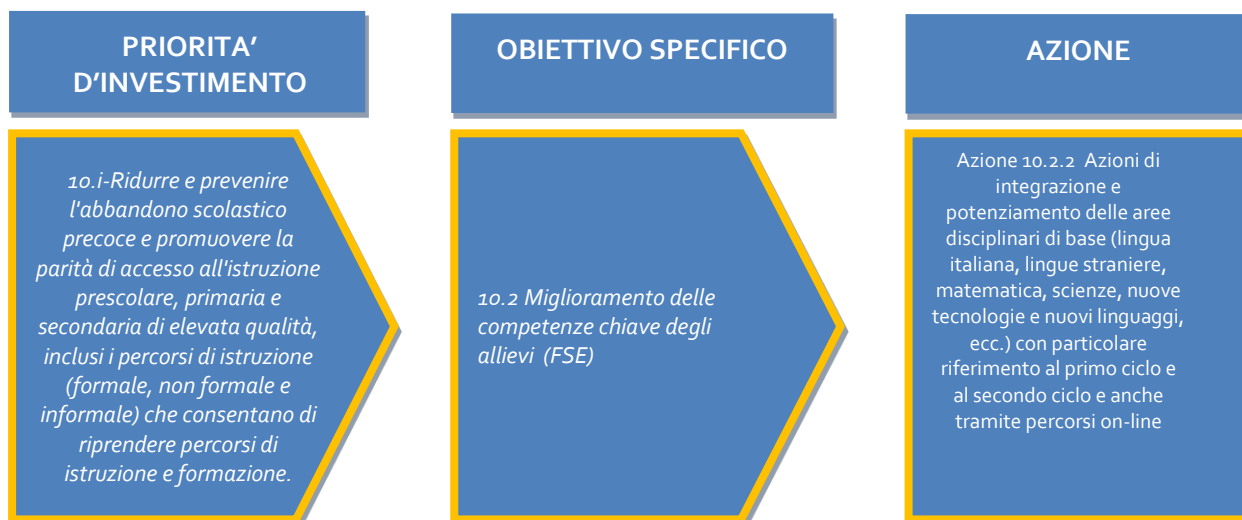 PRIORITA’
D’INVESTIMENTO
10.i-Ridurre e prevenire
l'abbandono scolastico
precoce e promuovere la
parità di accesso all'istruzione
prescolare, primaria e
secondaria di elevata qualità,
inclusi i percorsi di istruzione
(formale, non formale e
informale) che consentano di
riprendere percorsi di
istruzione e formazione.
OBIETTIVO SPECIFICO
10.2 Miglioramento delle
competenze chiave degli
allievi (FSE)
AZIONE
Azione 10.2.2 Azioni di
integrazione e
potenziamento delle aree
disciplinari di base (lingua
italiana, lingue straniere,
matematica, scienze, nuove
tecnologie e nuovi linguaggi,
ecc.) con particolare
riferimento al primo ciclo e
al secondo ciclo e anche
tramite percorsi on-line